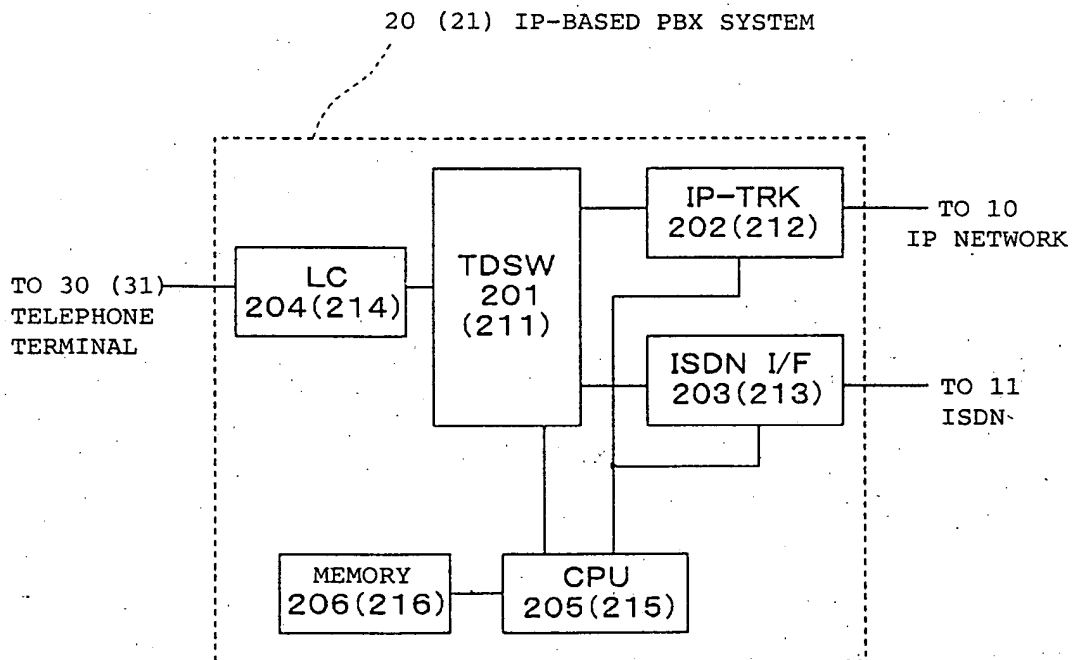 20 (21) IP-BASED PBX SYSTEM
IP-TRK
202(212)
TO 10
IP NETWORK
TDSW
201
(211)
LC
204(214)
TO 30 (31)
TELEPHONE
TERMINAL
ISDN I/F
203(213)
TO 11
ISDN
MEMORY
206(216)
CPU
205(215)